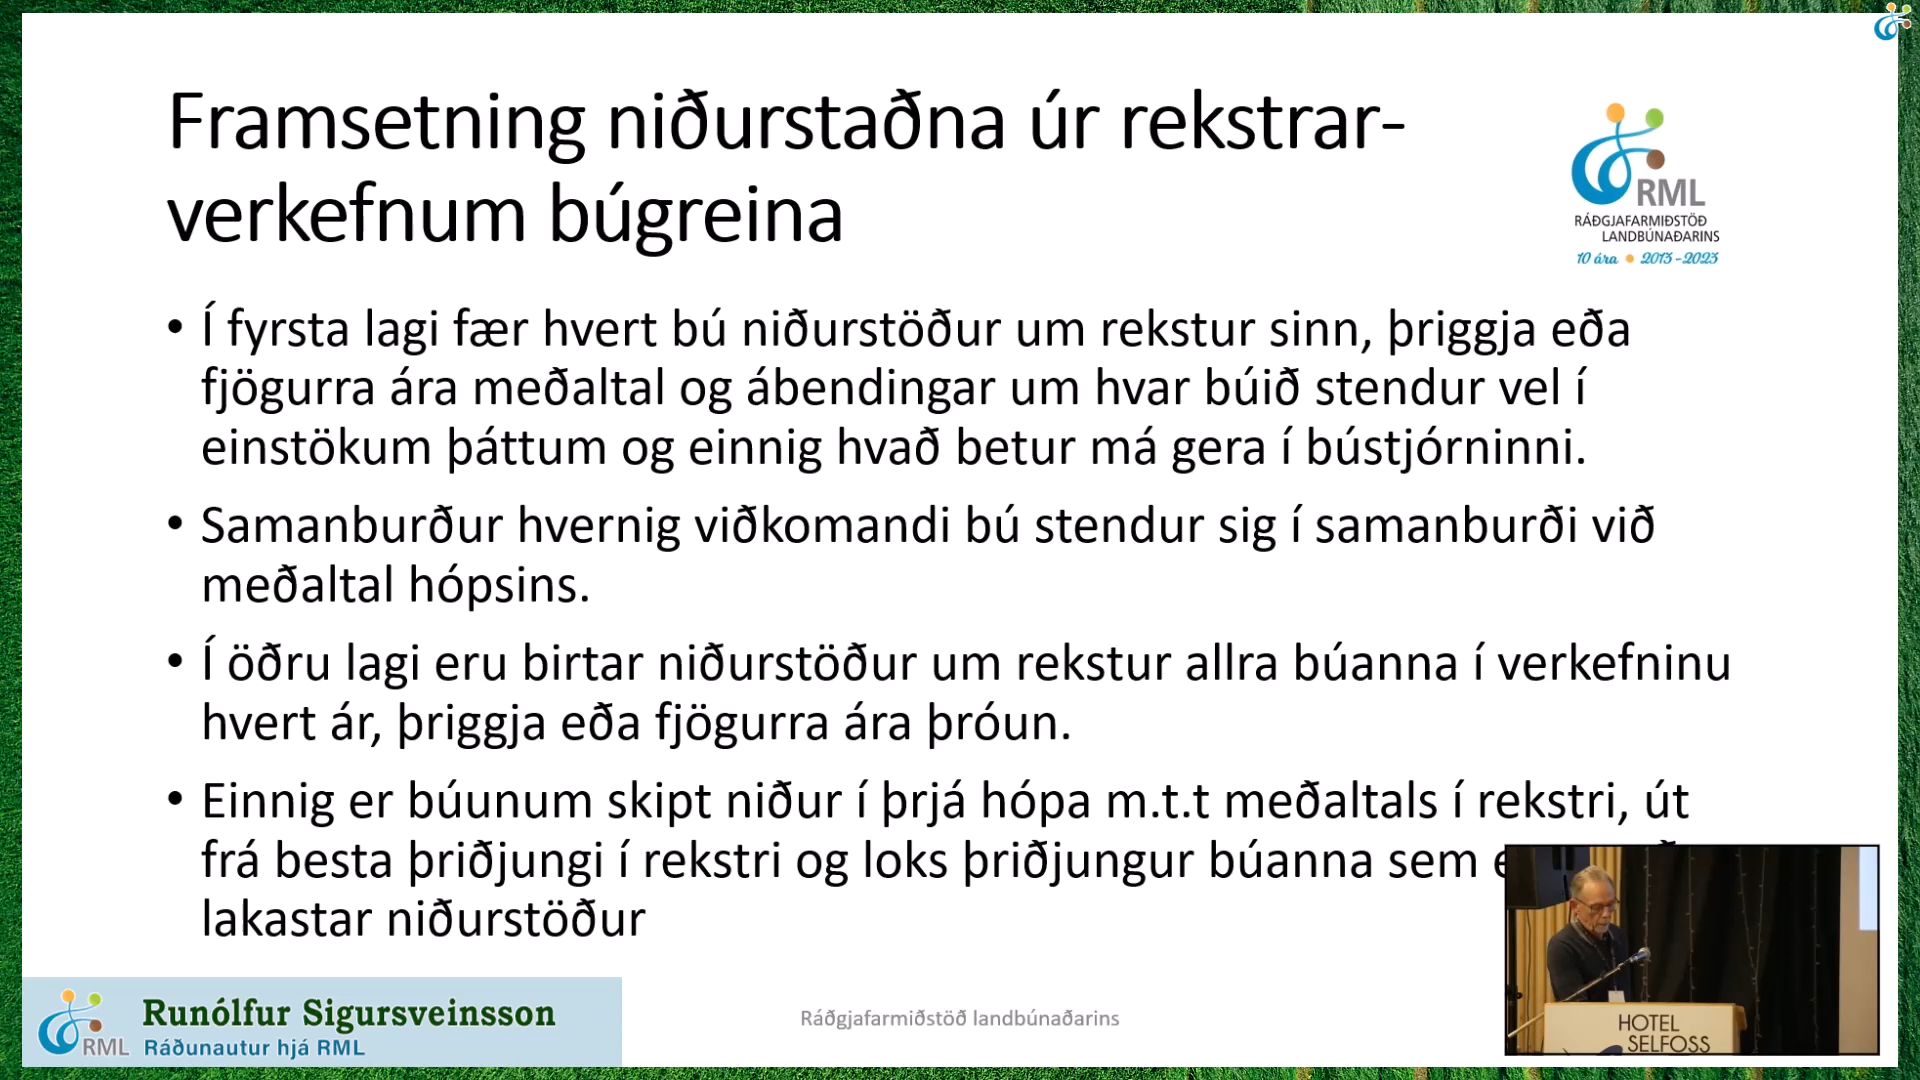 Framsetning niðurstaðna úr rekstrar-
verkefnum búgreina
RML
RÁÐGJAFARMIÐSTÖÐ
LANDBÚNAÐARINS
10 ára • 2013-2023
• Í fyrsta lagi fær hvert bú niðurstöður um rekstur sinn, þriggja eða
fjögurra ára meðaltal og ábendingar um hvar búið stendur vel í
einstökum þáttum og einnig hvað betur má gera í bústjórninni.
• Samanburður hvernig viðkomandi bú stendur sig í samanburði við
meðaltal hópsins.
• Í öðru lagi eru birtar niðurstöður um rekstur allra búanna í verkefninu
hvert ár, þriggja eða fjögurra ára þróun.
• Einnig er búunum skipt niður í þrjá hópa m.t.t meðaltals í rekstri, út
frá besta þriðjungi í rekstri og loks þriðjungur búanna sem
lakastar niðurstöður
RML
Runólfur Sigursveinsson
Ráðunautur hjá RML
Ráðgjafarmiðstöð landbúnaðarins
HOTEL
SELFOSS